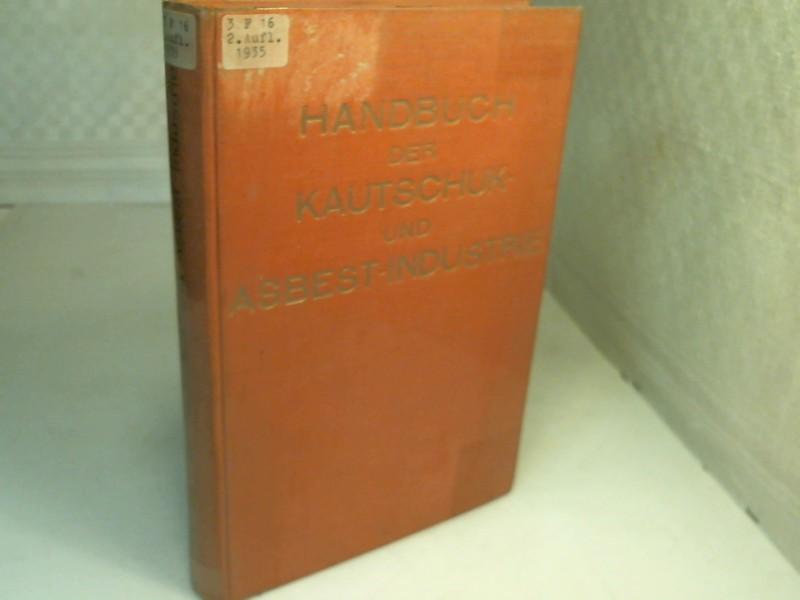 3 F 16
2. Aufl.
1935
HANDBUCH
DER
KAUTSCHUK-
UND
ASBEST-INDUSTRIE